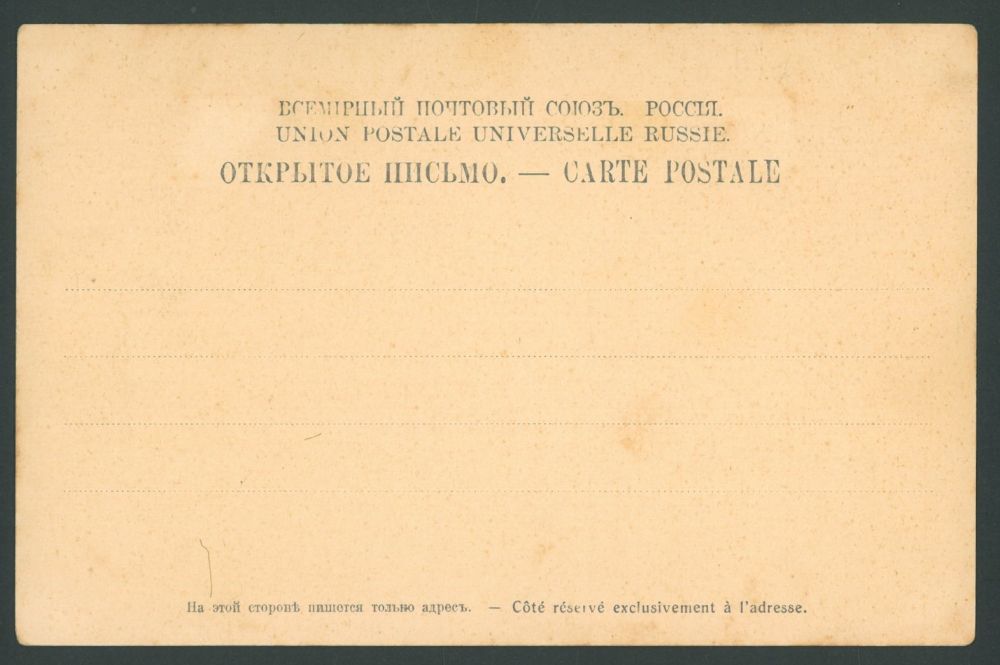 ВСЕМІРНЫЙ ПОЧТОВЫЙ СОЮЗЪ. РОССІЯ.
UNION POSTALE UNIVERSELLE RUSSIE.
ОТКРЫТОЕ ПИСЬМО. — CARTE POSTALE
На этой сторонѣ пишется только адресъ. — Côté réservé exclusivement à l'adresse.